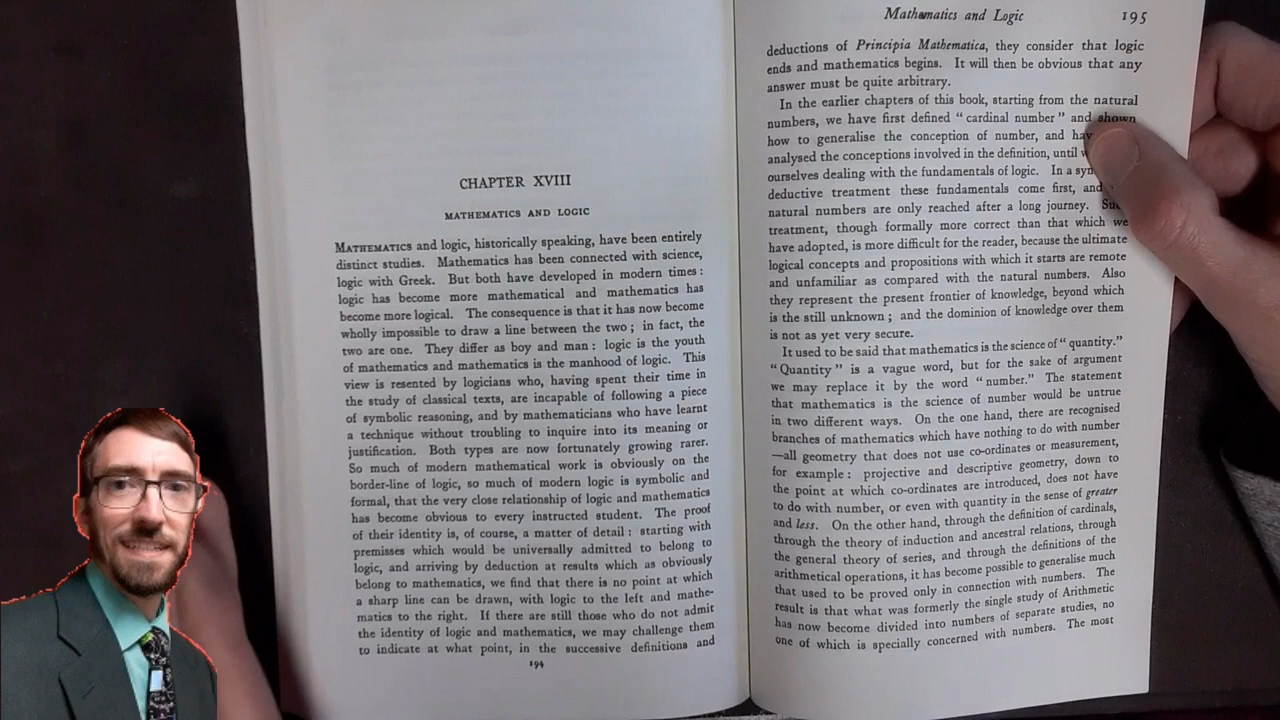 CHAPTER XVIII
MATHEMATICS AND LOGIC
MATHEMATICS and logic, historically speaking, have been entirely
distinct studies. Mathematics has been connected with science,
logic with Greek. But both have developed in modern times :
logic has become more mathematical and mathematics has
become more logical. The consequence is that it has now become
wholly impossible to draw a line between the two ; in fact, the
two are one. They differ as boy and man : logic is the youth
of mathematics and mathematics is the manhood of logic. This
view is resented by logicians who, having spent their time in
the study of classical texts, are incapable of following a piece
of symbolic reasoning, and by mathematicians who have learnt
a technique without troubling to inquire into its meaning or
justification. Both types are now fortunately growing rarer.
So much of modern mathematical work is obviously on the
border-line of logic, so much of modern logic is symbolic and
formal, that the very close relationship of logic and mathematics
has become obvious to every instructed student. The proof
of their identity is, of course, a matter of detail : starting with
premisses which would be universally admitted to belong to
logic, and arriving by deduction at results which as obviously
belong to mathematics, we find that there is no point at which
a sharp line can be drawn, with logic to the left and mathe-
matics to the right. If there are still those who do not admit
the identity of logic and mathematics, we may challenge them
to indicate at what point, in the successive definitions and
194
Mathematics and Logic 195
deductions of Principia Mathematica, they consider that logic
ends and mathematics begins. It will then be obvious that any
answer must be quite arbitrary.
In the earlier chapters of this book, starting from the natural
numbers, we have first defined “ cardinal number ” and shown
how to generalise the conception of number, and
analysed the conceptions involved in the definition, until
ourselves dealing with the fundamentals of logic. In a
deductive treatment these fundamentals come first, and
natural numbers are only reached after a long journey.
treatment, though formally more correct than that which we
have adopted, is more difficult for the reader, because the ultimate
logical concepts and propositions with which it starts are remote
and unfamiliar as compared with the natural numbers. Also
they represent the present frontier of knowledge, beyond which
is the still unknown ; and the dominion of knowledge over them
is not as yet very secure.
It used to be said that mathematics is the science of “ quantity.”
“ Quantity ” is a vague word, but for the sake of argument
we may replace it by the word “ number.” The statement
that mathematics is the science of number would be untrue
in two different ways. On the one hand, there are recognised
branches of mathematics which have nothing to do with number
—all geometry that does not use co-ordinates or measurement,
for example : projective and descriptive geometry, down to
the point at which co-ordinates are introduced, does not have
to do with number, or even with quantity in the sense of greater
and less. On the other hand, through the definition of cardinals,
through the theory of induction and ancestral relations, through
the general theory of series, and through the definitions of the
arithmetical operations, it has become possible to generalise much
that used to be proved only in connection with numbers. The
result is that what was formerly the single study of Arithmetic
has now become divided into numbers of separate studies, no
one of which is specially concerned with numbers. The most